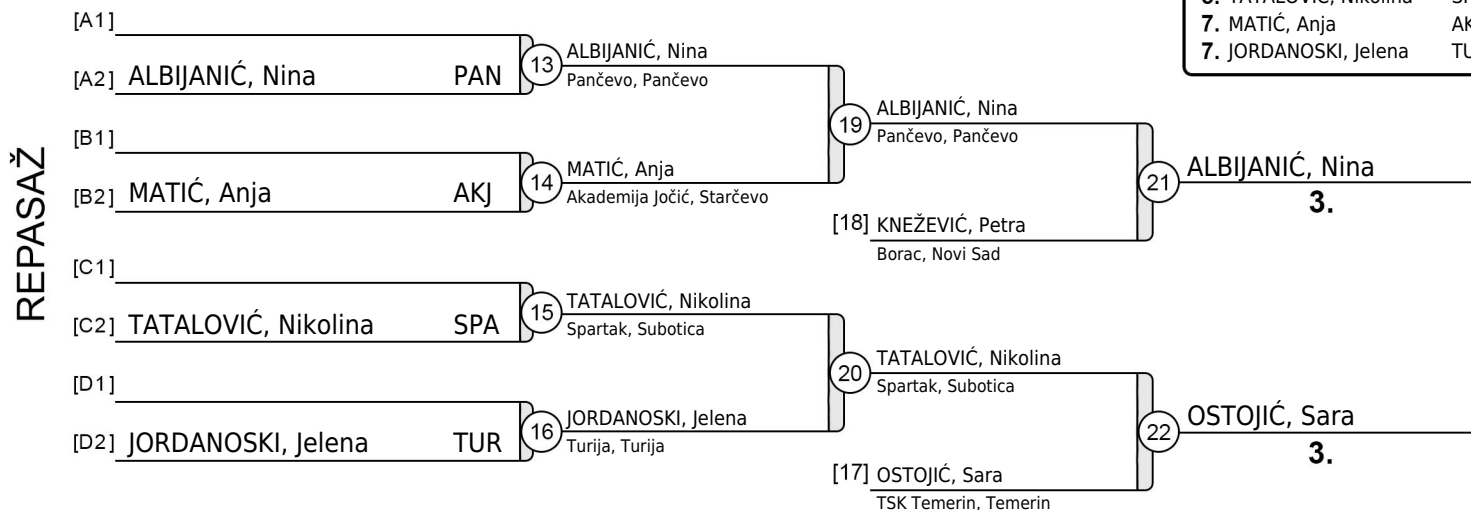 5. TATALOVIĆ, Nikolina
7. MATIĆ, Anja AK
7. JORDANOSKI, Jelena TU
REPASAŽ
[A1]
[A2] ALBIJANIĆ, Nina PAN
13
ALBIJANIĆ, Nina
Pančevo, Pančevo
[B1]
[B2] MATIĆ, Anja AKJ
14
MATIĆ, Anja
Akademija Jočić, Starčevo
19
ALBIJANIĆ, Nina
Pančevo, Pančevo
[18] KNEŽEVIĆ, Petra
Borac, Novi Sad
21
ALBIJANIĆ, Nina
3.
[C1]
[C2] TATALOVIĆ, Nikolina SPA
15
TATALOVIĆ, Nikolina
Spartak, Subotica
[D1]
[D2] JORDANOSKI, Jelena TUR
16
JORDANOSKI, Jelena
Turija, Turija
20
TATALOVIĆ, Nikolina
Spartak, Subotica
[17] OSTOJIĆ, Sara
TSK Temerin, Temerin
22
OSTOJIĆ, Sara
3.